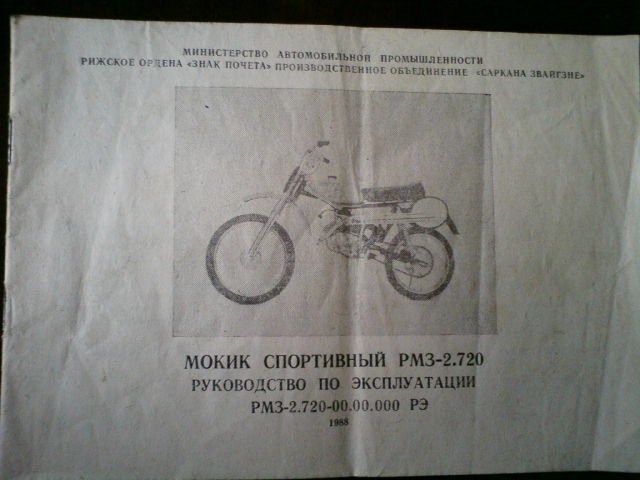 МИНИСТЕРСТВО АВТОМОБИЛЬНОЙ ПРОМЫШЛЕННОСТИ
РИЖСКОЕ ОРДЕНА «ЗНАК ПОЧЕТА» ПРОИЗВОДСТВЕННОЕ ОБЪЕДИНЕНИЕ «САРКАНА ЗВАЙГЗНЕ»
МОКИК СПОРТИВНЫЙ РМЗ-2.720
РУКОВОДСТВО ПО ЭКСПЛУАТАЦИИ
РМЗ-2.720-00.00.000 РЭ
1988